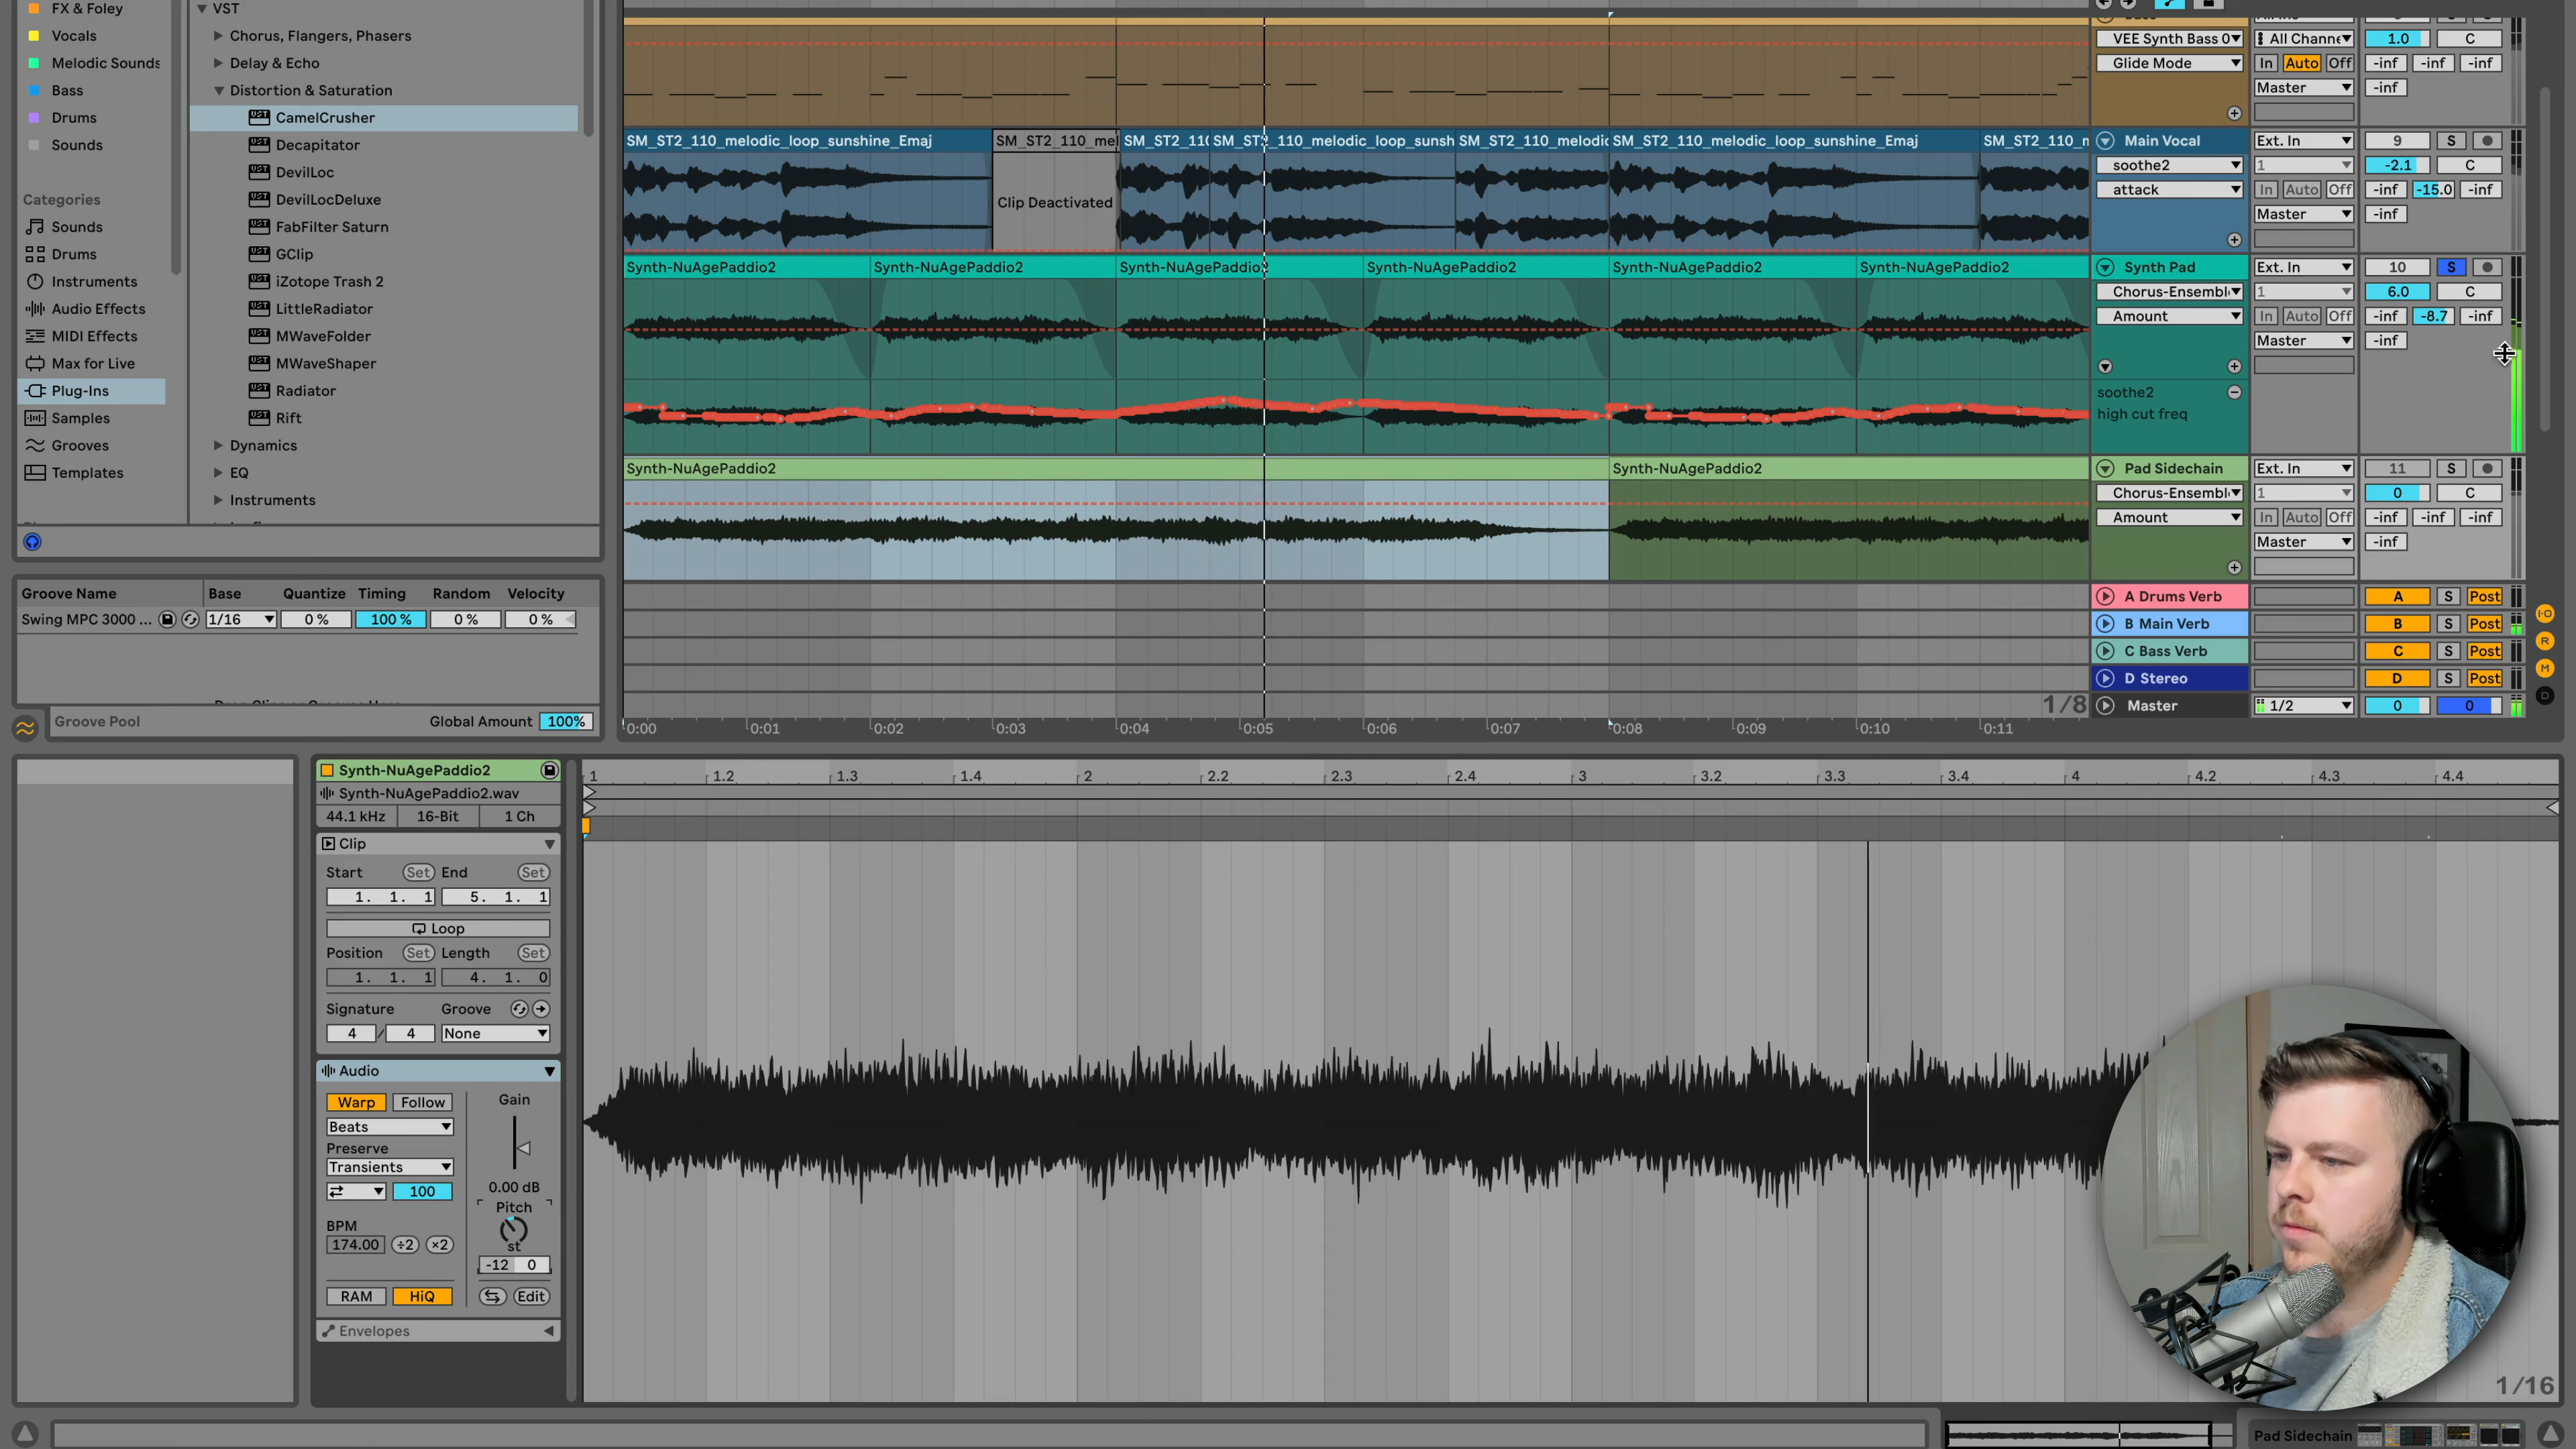 FX & Foley
Vocals
Melodic Sounds
Bass
Drums
Sounds
Categories
Sounds
Drums
Instruments
Audio Effects
MIDI Effects
Max for Live
Plug-Ins
Samples
Grooves
Templates
VST
Chorus, Flangers, Phasers
Delay & Echo
Distortion & Saturation
CamelCrusher
Decapitator
DevilLoc
DevilLocDeluxe
FabFilter Saturn
GClip
iZotope Trash 2
LittleRadiator
MWaveFolder
MWaveShaper
Radiator
Rift
Dynamics
EQ
Instruments
Groove Name Base Quantize Timing Random Velocity
Swing MPC 3000 ... 1/16 0 % 100 % 0 % 0 %
Groove Pool Global Amount 100%
SM_ST2_110_melodic_loop_sunshine_Emaj SM_ST2_110_mel SM_ST2_110 SM_ST2_110_melodic_loop_sunsh SM_ST2_110_melodic SM_ST2_110_melodic_loop_sunshine_Emaj SM_ST2_110_m
Clip Deactivated
Synth-NuAgePaddio2 Synth-NuAgePaddio2 Synth-NuAgePaddio2 Synth-NuAgePaddio2 Synth-NuAgePaddio2 Synth-NuAgePaddio2
Synth-NuAgePaddio2 Synth-NuAgePaddio2
1/8
0:00 0:01 0:02 0:03 0:04 0:05 0:06 0:07 0:08 0:09 0:10 0:11
VEE Synth Bass 0 All Channe 1.0 C
Glide Mode In Auto Off -inf -inf -inf
Master -inf
Main Vocal Ext. In 9 S
soothe2 1 -2.1 C
attack In Auto Off -inf -15.0 -inf
Master -inf
Synth Pad Ext. In 10 S
Chorus-Ensembl 1 6.0 C
Amount In Auto Off -inf -8.7 -inf
Master -inf
soothe2
high cut freq
Pad Sidechain Ext. In 11 S
Chorus-Ensembl 1 0 C
Amount In Auto Off -inf -inf -inf
Master -inf
A Drums Verb A S Post
B Main Verb B S Post
C Bass Verb C S Post
D Stereo D S Post
Master 1/2 0 0
I·O
R
M
D
Synth-NuAgePaddio2
Synth-NuAgePaddio2.wav
44.1 kHz 16-Bit 1 Ch
Clip
Start Set End Set
1. 1. 1 5. 1. 1
Loop
Position Set Length Set
1. 1. 1 4. 1. 0
Signature Groove
4 / 4 None
Audio
Warp Follow Gain
Beats
Preserve
Transients
100 0.00 dB
Pitch
BPM
174.00 ÷2 ×2 st
-12 0
RAM HiQ Edit
Envelopes
1 1.2 1.3 1.4 2 2.2 2.3 2.4 3 3.2 3.3 3.4 4 4.2 4.3 4.4
1/16
Pad Sidechain